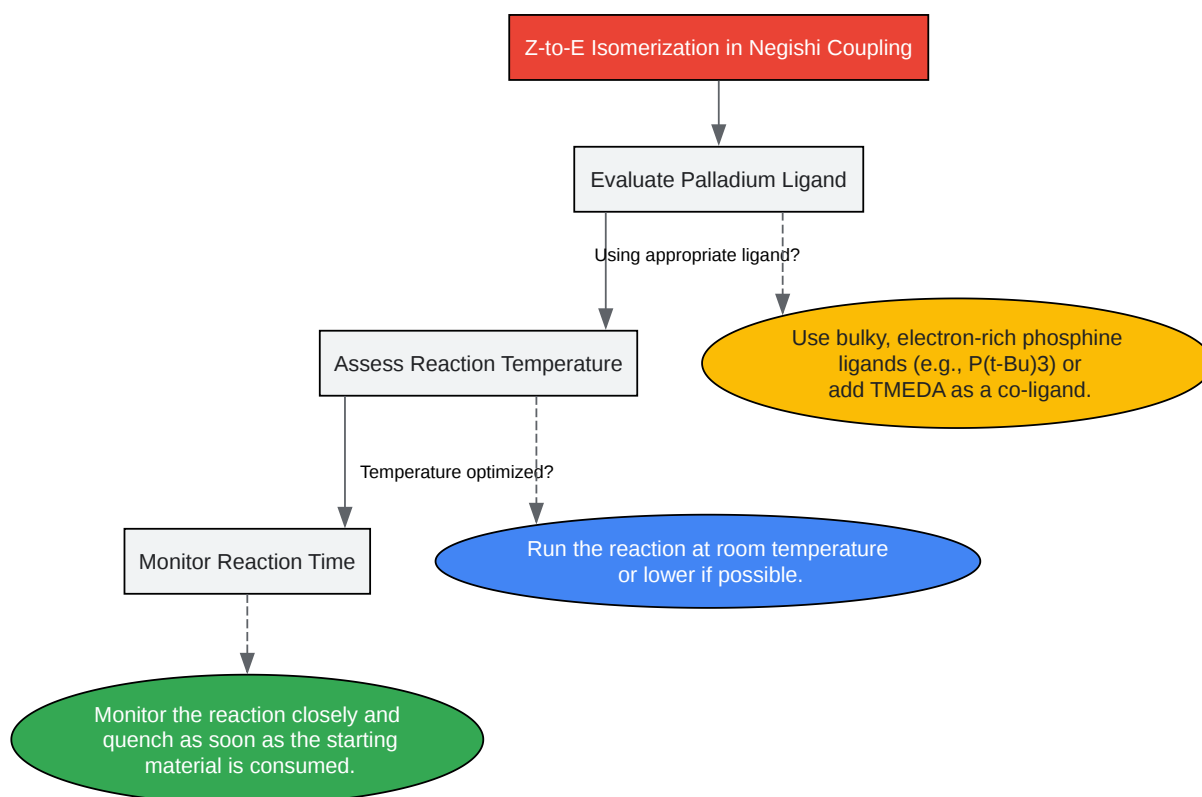 Z-to-E Isomerization in Negishi Coupling
Evaluate Palladium Ligand
Using appropriate ligand?
Use bulky, electron-rich phosphine
ligands (e.g., P(t-Bu)3) or
add TMEDA as a co-ligand.
Assess Reaction Temperature
Temperature optimized?
Run the reaction at room temperature
or lower if possible.
Monitor Reaction Time
Monitor the reaction closely and
quench as soon as the starting
material is consumed.